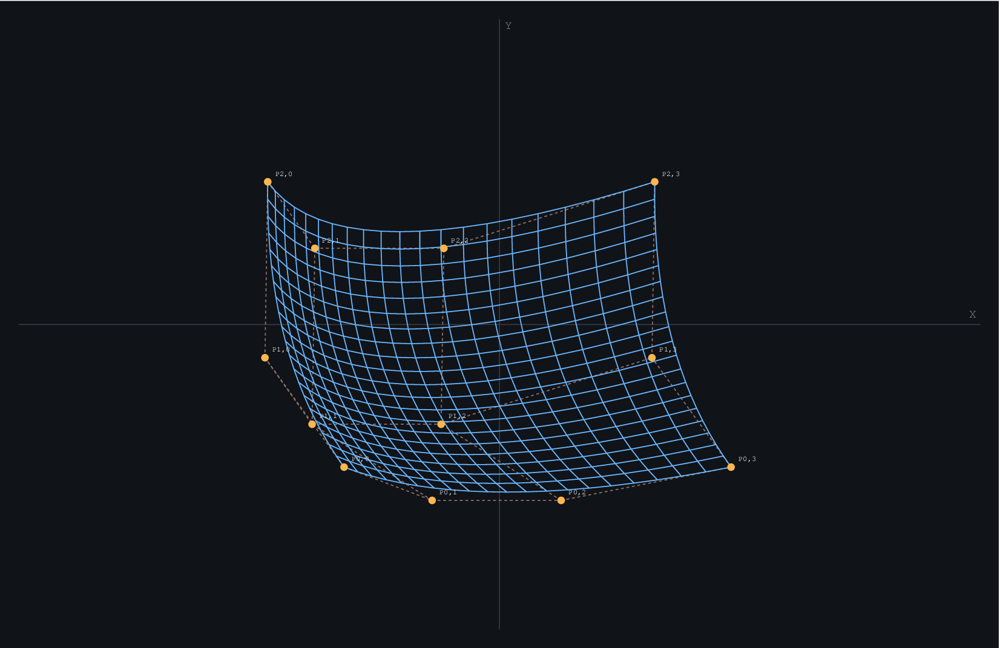 Y
P2,0
P2,3
P2,1
P2,2
X
P1,0
P1,3
P1,1
P1,2
P0,0
P0,3
P0,1
P0,2